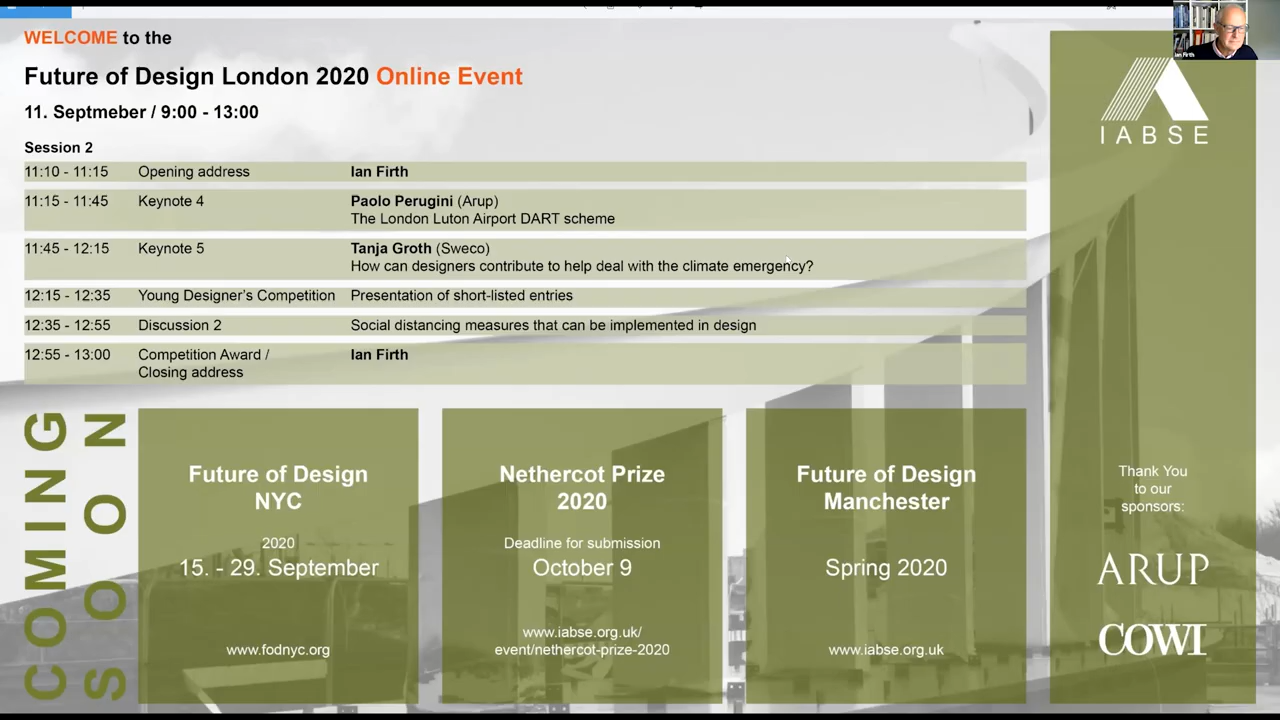 WELCOME to the
Future of Design London 2020 Online Event
11. Septmeber / 9:00 - 13:00
Session 2
11:10 - 11:15 Opening address Ian Firth
11:15 - 11:45 Keynote 4 Paolo Perugini (Arup)
The London Luton Airport DART scheme
11:45 - 12:15 Keynote 5 Tanja Groth (Sweco)
How can designers contribute to help deal with the climate emergency?
12:15 - 12:35 Young Designer's Competition Presentation of short-listed entries
12:35 - 12:55 Discussion 2 Social distancing measures that can be implemented in design
12:55 - 13:00 Competition Award / Ian Firth
Closing address
COMING
SOON
Future of Design
NYC
2020
15. - 29. September
www.fodnyc.org
Nethercot Prize
2020
Deadline for submission
October 9
www.iabse.org.uk/
event/nethercot-prize-2020
Future of Design
Manchester
Spring 2020
www.iabse.org.uk
Ian Firth
IABSE
Thank You
to our
sponsors:
ARUP
COWI